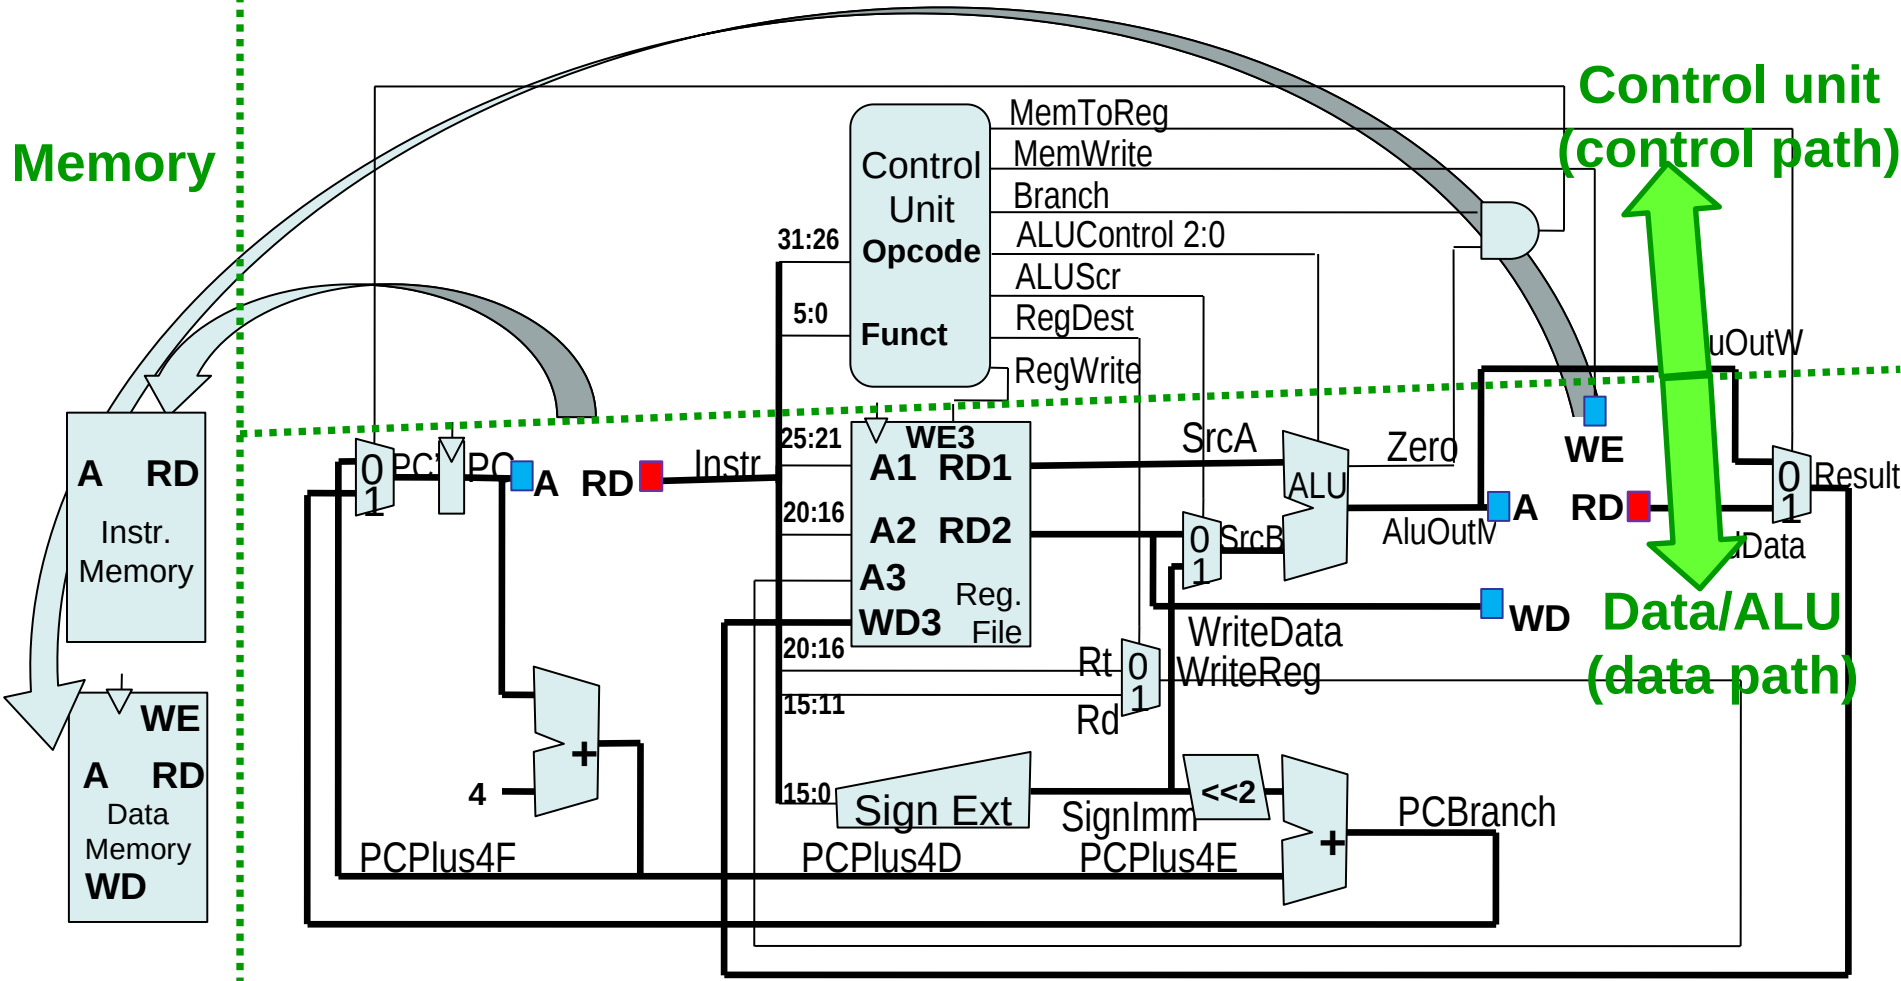 Memory
Control unit
(control path)
MemToReg
MemWrite
Branch
ALUControl 2:0
ALUScr
RegDest
RegWrite
Control
Unit
Opcode
Funct
31:26
5:0
uOutW
A RD
Instr.
Memory
0
1
PC'
PC
A RD
Instr
25:21
20:16
20:16
15:11
15:0
WE3
A1 RD1
A2 RD2
A3
WD3
Reg.
File
SrcA
ALU
Zero
0
1
SrcB
AluOutM
WE
A RD
WD
0
1
Result
dData
WriteData
WriteReg
Rt
Rd
0
1
Data/ALU
(data path)
WE
A RD
Data
Memory
WD
+
4
Sign Ext
SignImm
<<2
+
PCBranch
PCPlus4F
PCPlus4D
PCPlus4E